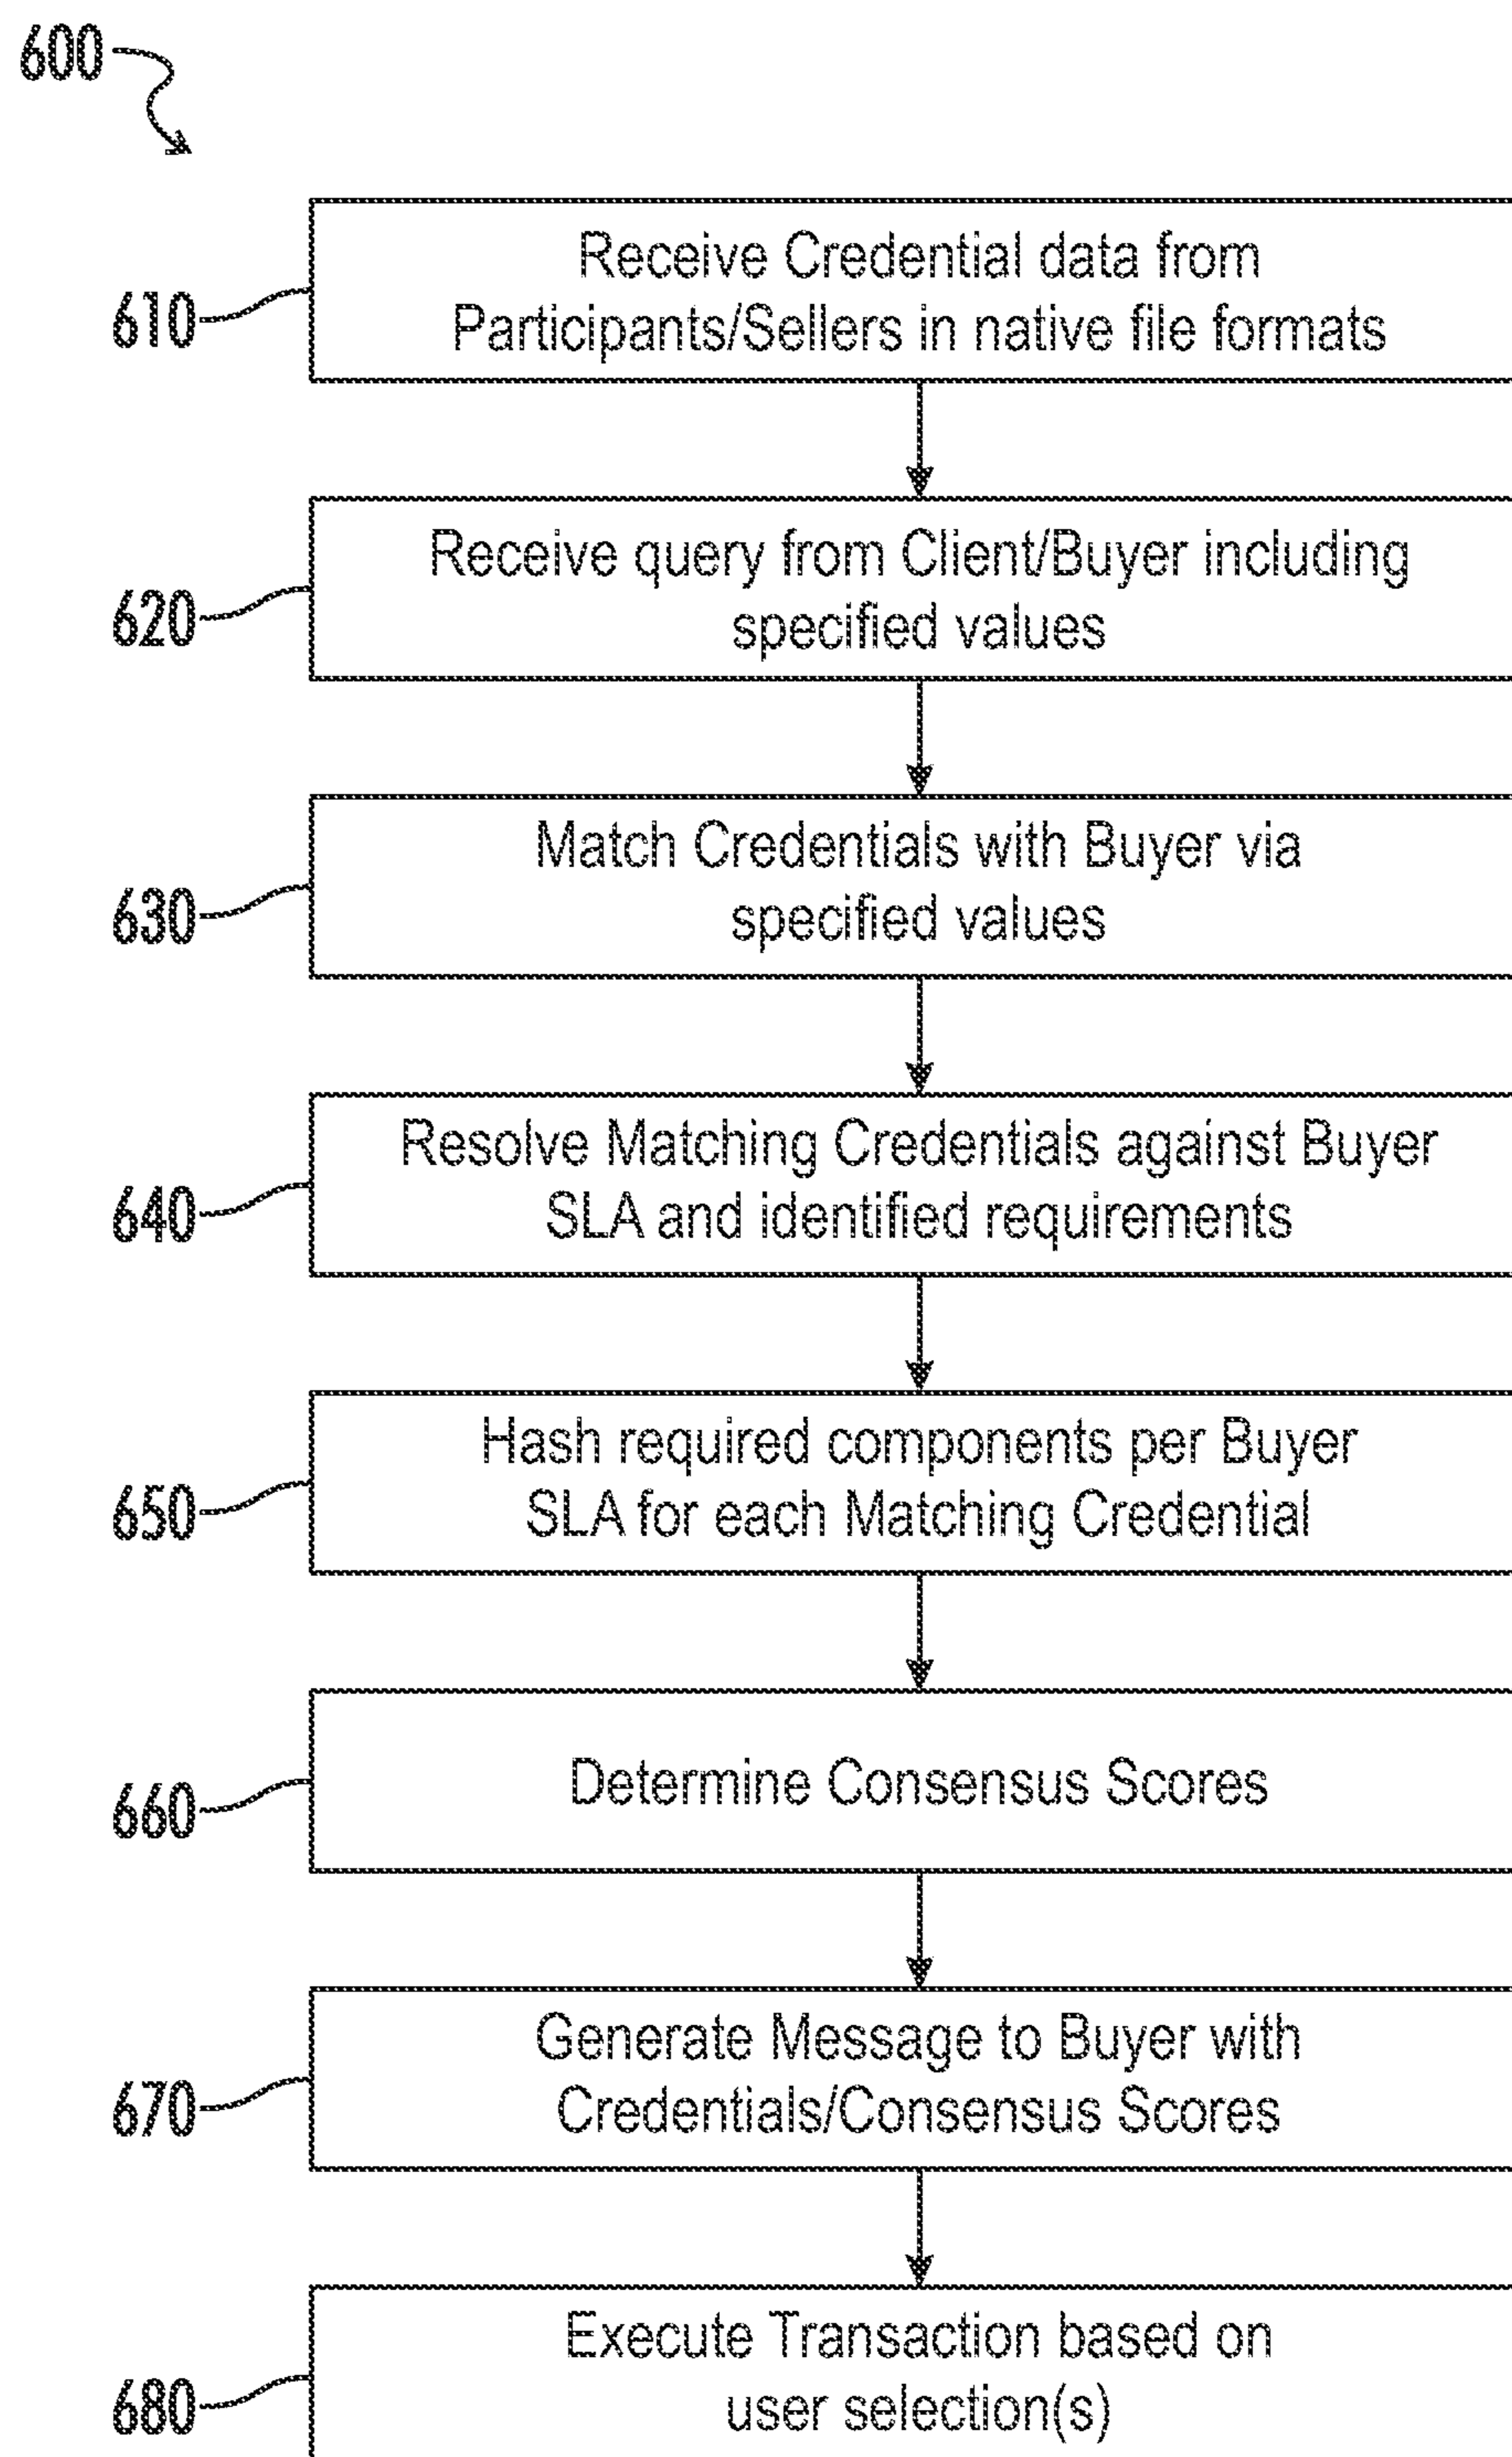 600
Receive Credential data from
610
Participants/Sellers in native file formats
Receive query from Client/Buyer including
620
specified values
Match Credentials with Buyer via
630
specified values
Resolve Matching Credentials against Buyer
640
SLA and identified requirements
Hash required components per Buyer
650
SLA for each Matching Credential
660
Determine Consensus Scores
Generate Message to Buyer with
670
Credentials/Consensus Scores
Execute Transaction based on
680
user selection(s)